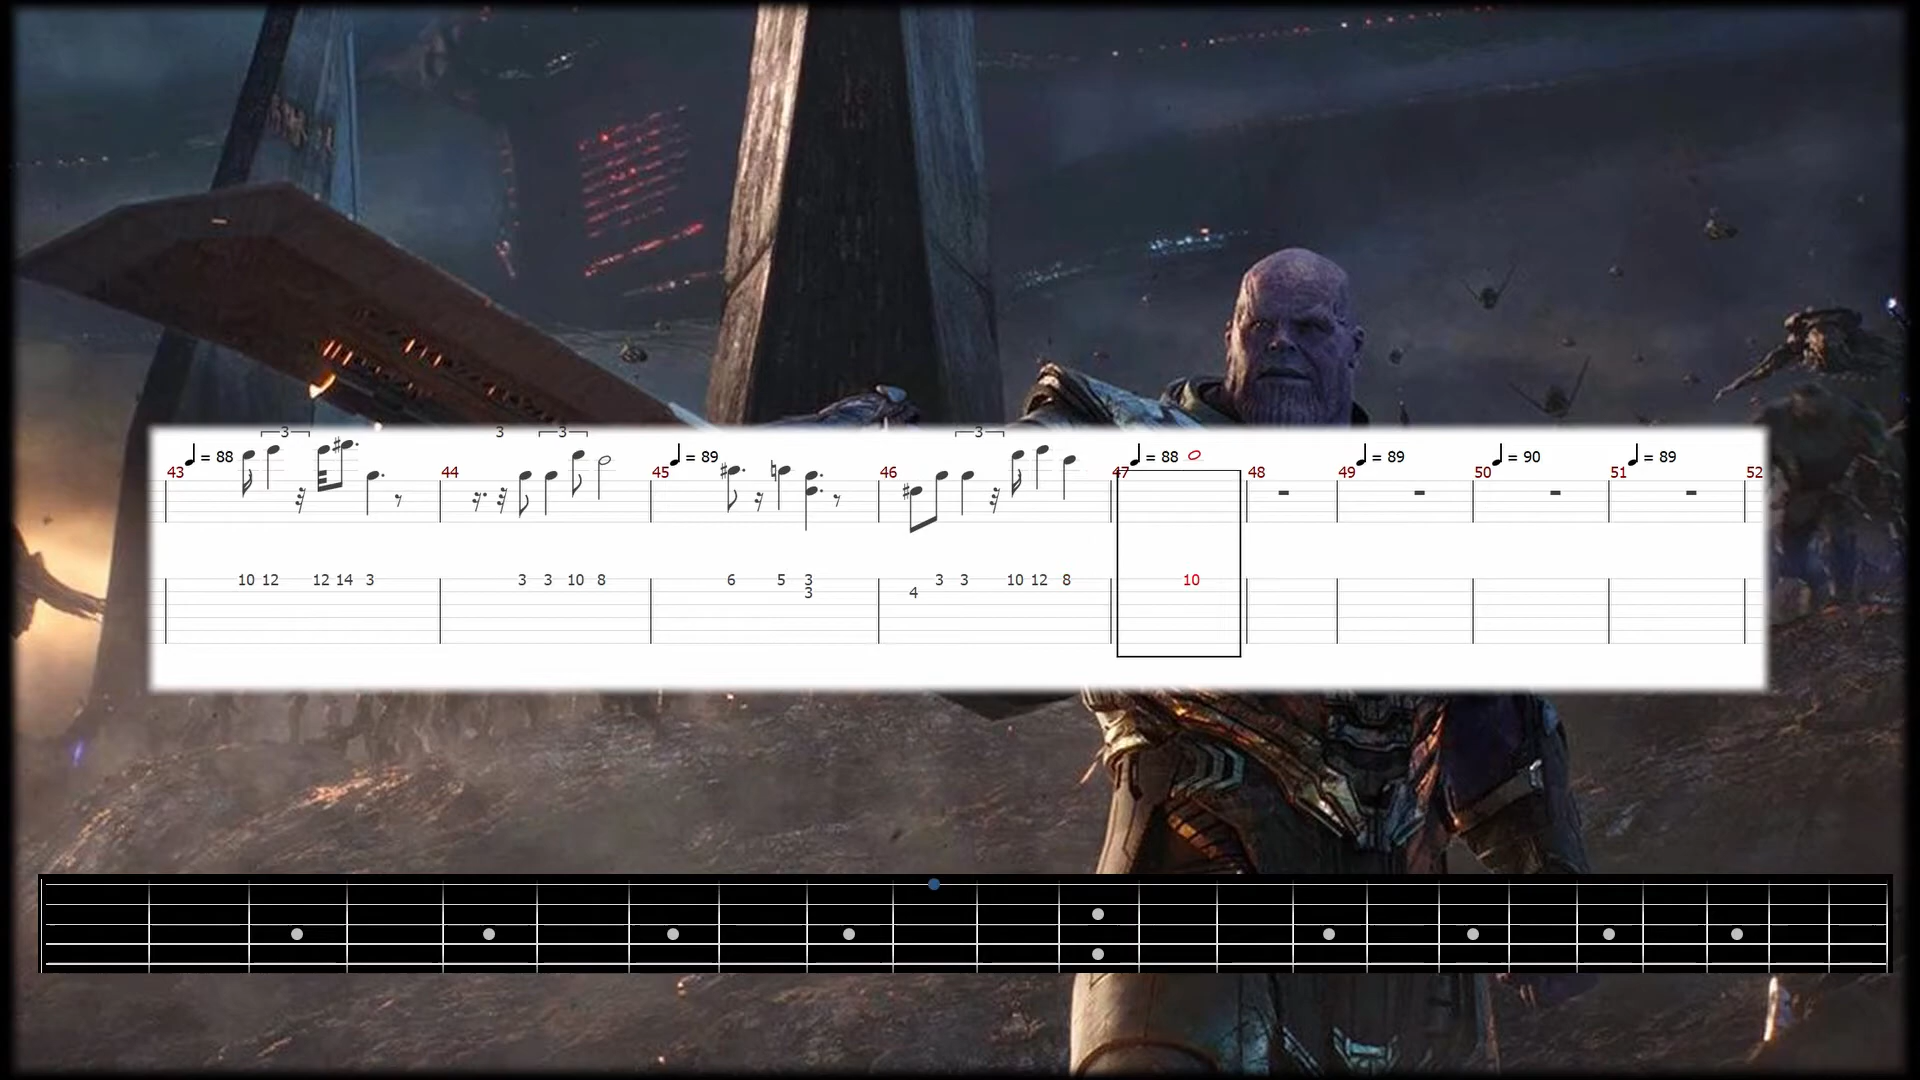 3 3 3 3
= 88 = 89 = 88 = 89 = 90 = 89
43 44 45 46 47 48 49 50 51 52
10 12 12 14 3 3 3 10 8 6 5 3 3 3 10 12 8 10
3 4